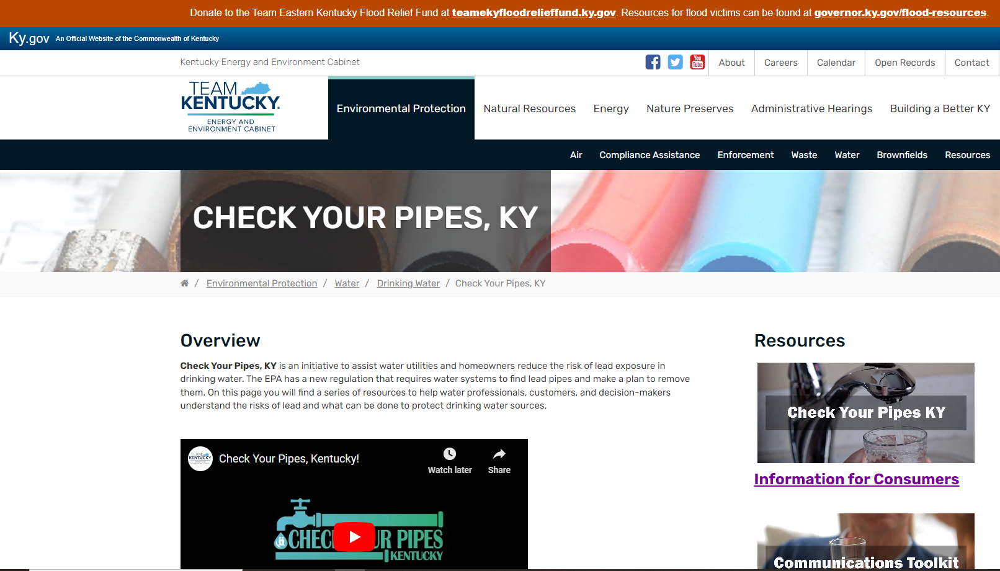 Donate to the Team Eastern Kentucky Flood Relief Fund at teamekyfloodrelieffund.ky.gov. Resources for flood victims can be found at governor.ky.gov/flood-resources.
Ky.gov An Official Website of the Commonwealth of Kentucky
Kentucky Energy and Environment Cabinet
You Tube
About Careers Calendar Open Records Contact
TEAM
KENTUCKY.
ENERGY AND
ENVIRONMENT CABINET
Environmental Protection Natural Resources Energy Nature Preserves Administrative Hearings Building a Better KY
Air Compliance Assistance Enforcement Waste Water Brownfields Resources
CHECK YOUR PIPES, KY
/ Environmental Protection / Water / Drinking Water / Check Your Pipes, KY
Overview
Check Your Pipes, KY is an initiative to assist water utilities and homeowners reduce the risk of lead exposure in
drinking water. The EPA has a new regulation that requires water systems to find lead pipes and make a plan to remove
them. On this page you will find a series of resources to help water professionals, customers, and decision-makers
understand the risks of lead and what can be done to protect drinking water sources.
TEAM
KENTUCKY
Check Your Pipes, Kentucky!
Watch later
Share
CHEC UR PIPES
KENTUCKY
Resources
Check Your Pipes KY
Information for Consumers
Communications Toolkit